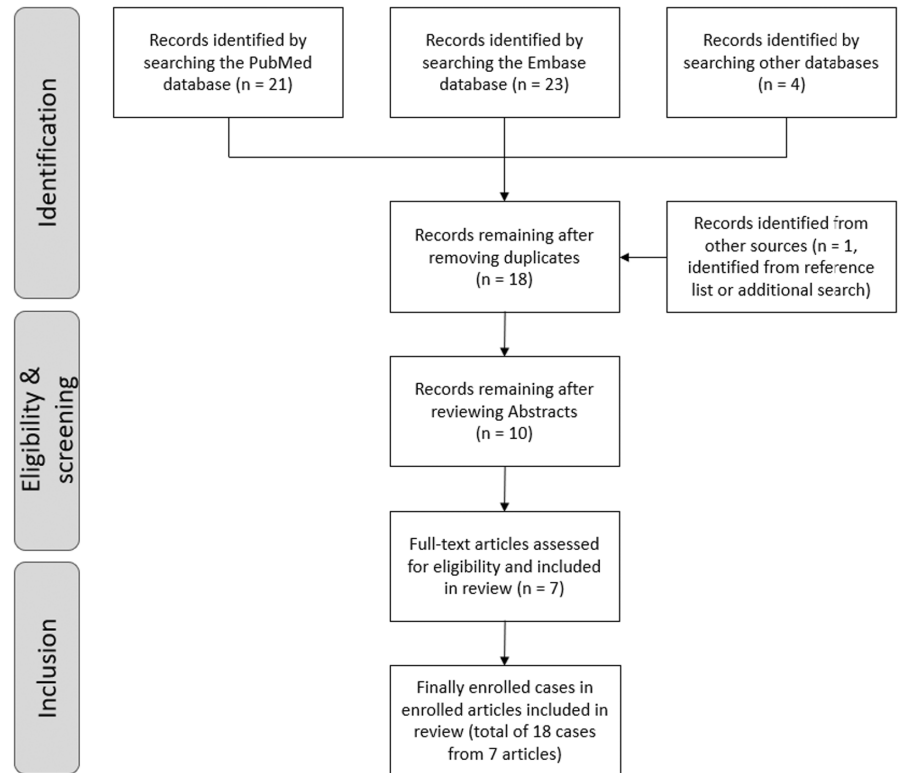 Identification
Records identified by
searching the PubMed
database (n = 21)
Records identified by
searching the Embase
database (n = 23)
Records identified by
searching other databases
(n = 4)
Records remaining after
removing duplicates
(n = 18)
Records identified from
other sources (n = 1,
identified from reference
list or additional search)
Eligibility &
screening
Records remaining after
reviewing Abstracts
(n = 10)
Full-text articles assessed
for eligibility and included
in review (n = 7)
Inclusion
Finally enrolled cases in
enrolled articles included in
review (total of 18 cases
from 7 articles)